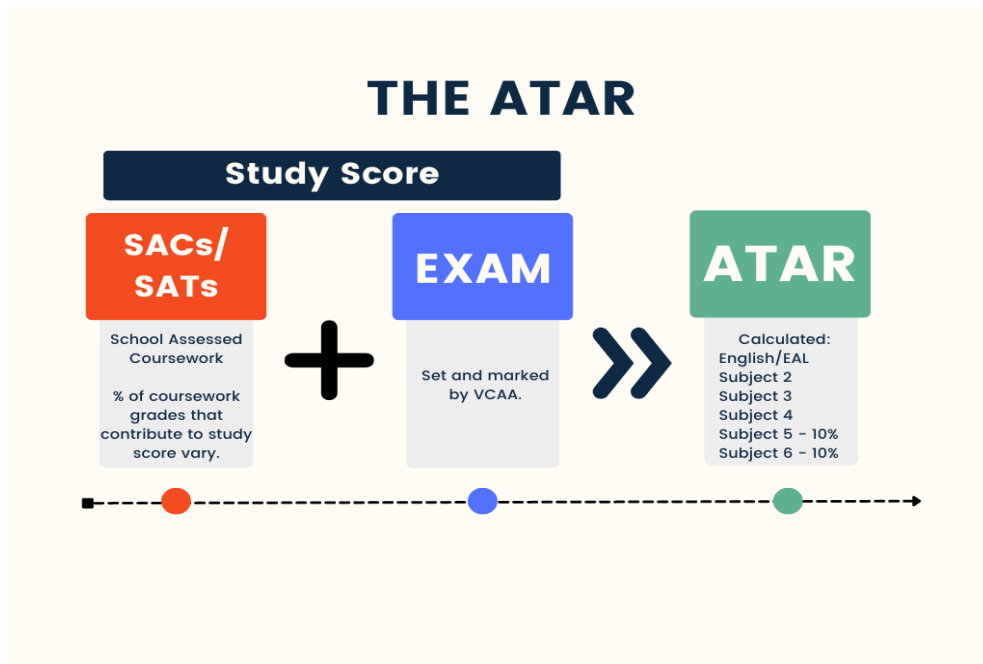 THE ATAR
Study Score
SACs/
SATs
School Assessed
Coursework
% of coursework
grades that
contribute to study
score vary.
EXAM
Set and marked
by VCAA.
ATAR
Calculated:
English/EAL
Subject 2
Subject 3
Subject 4
Subject 5 - 10%
Subject 6 - 10%